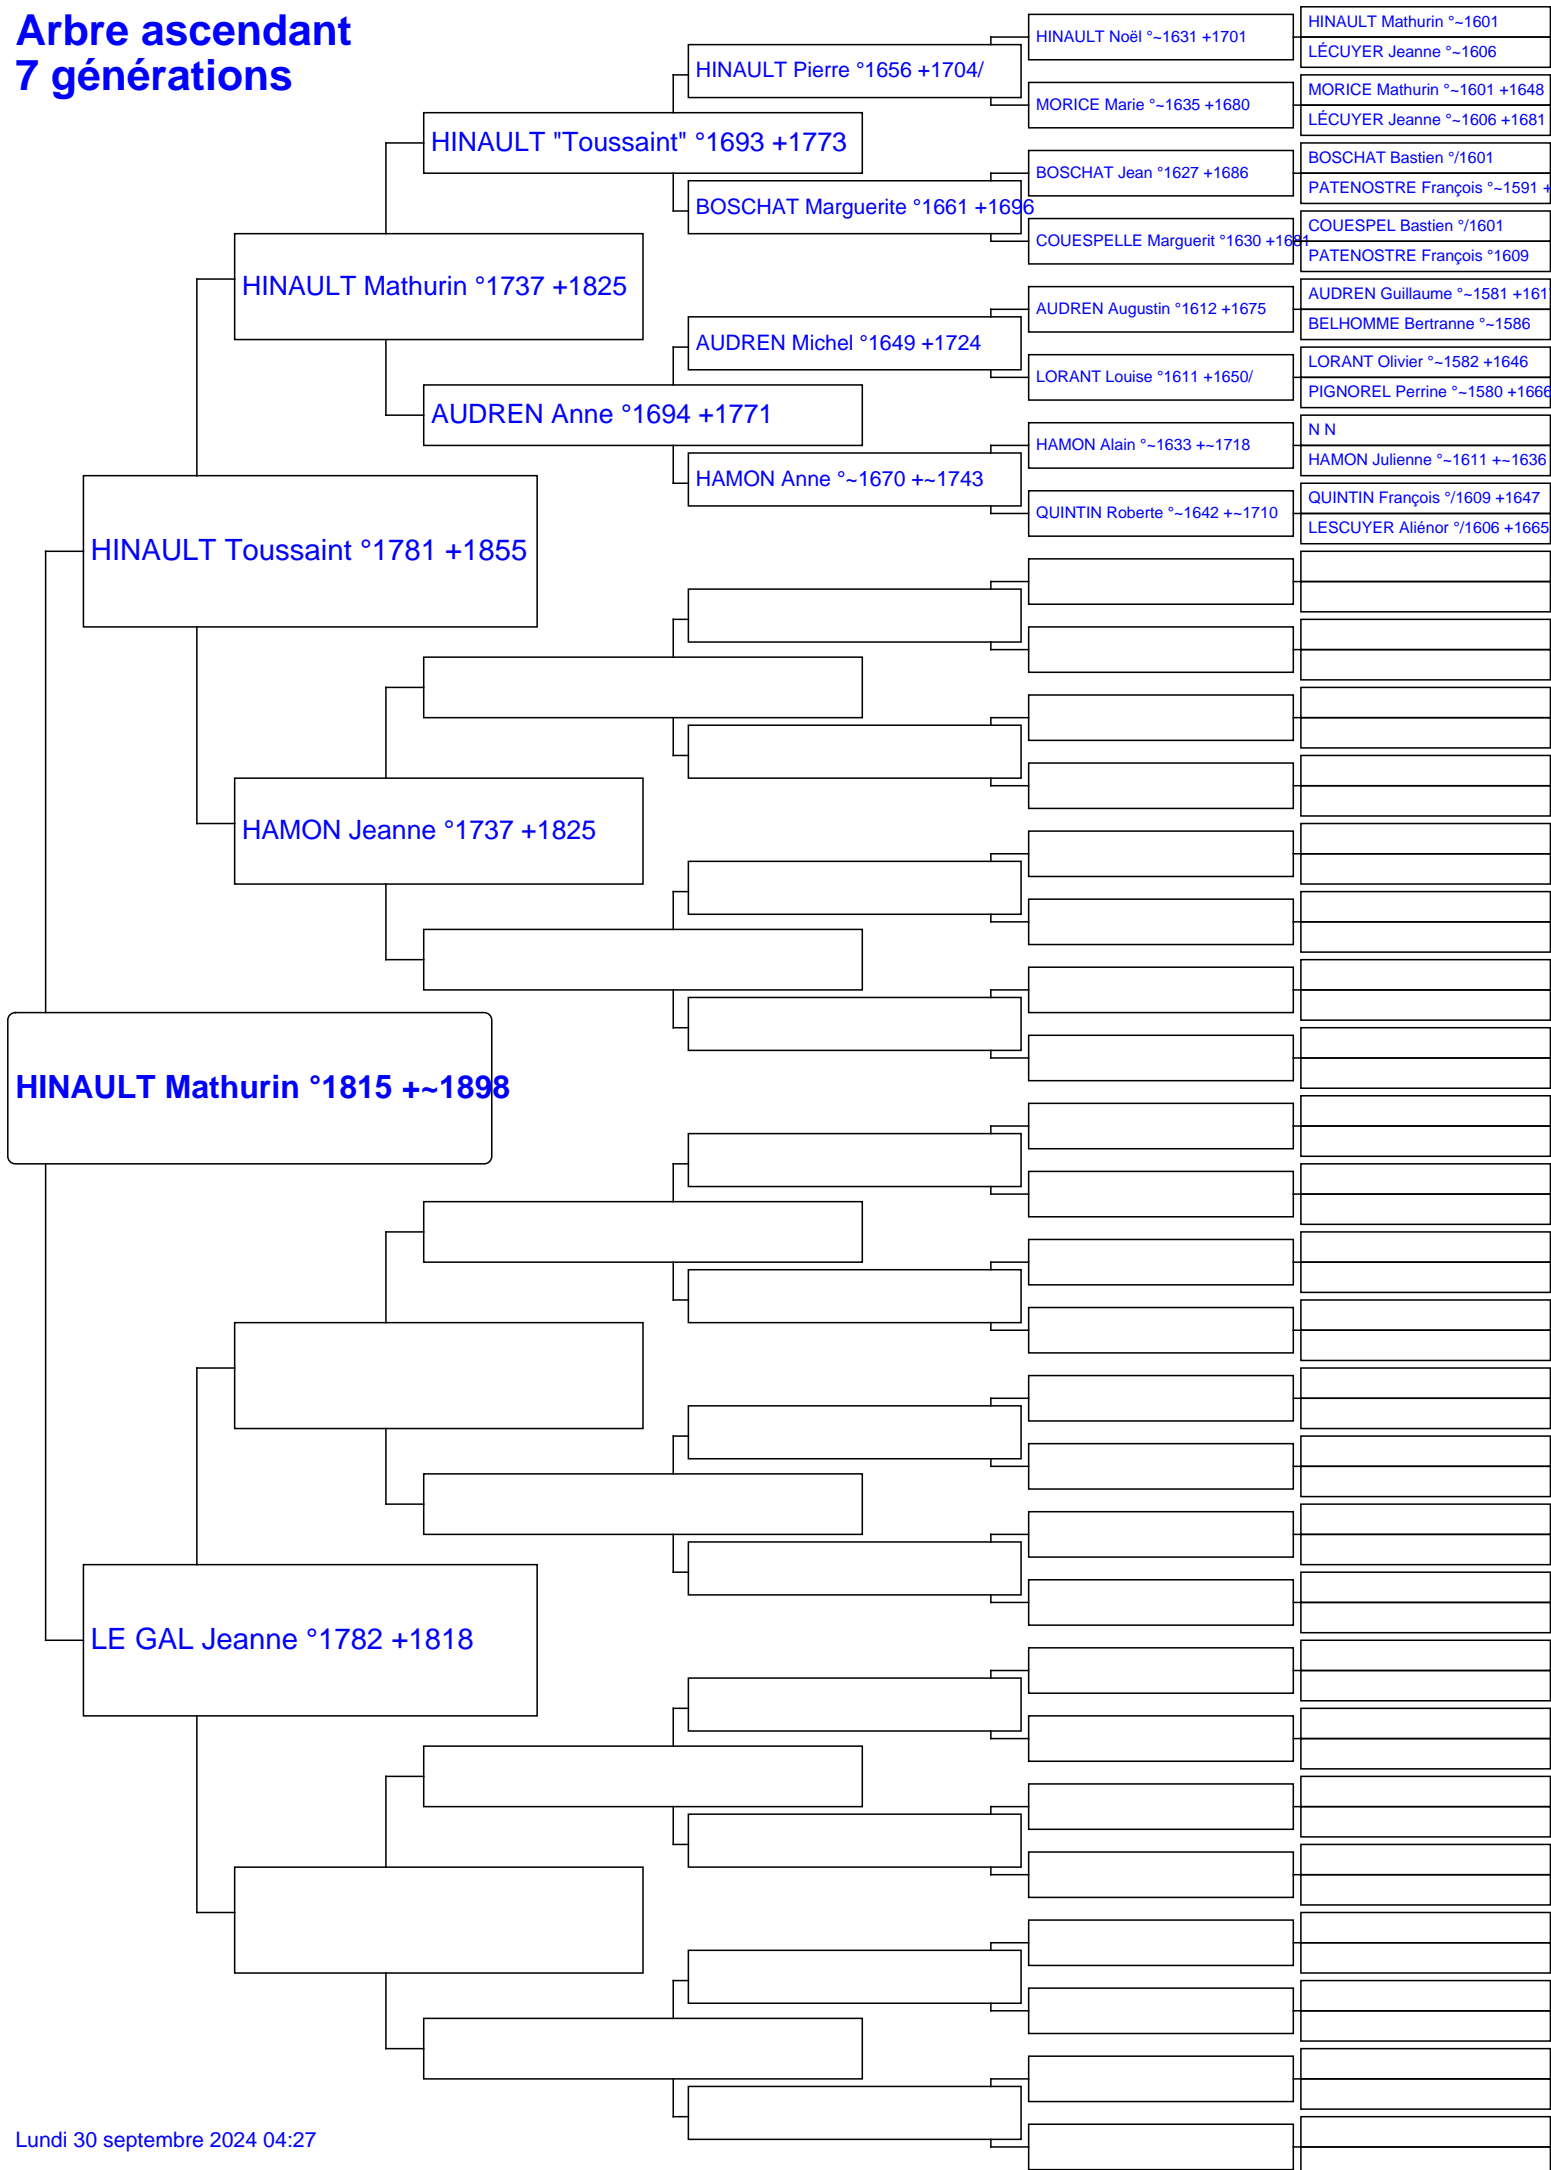 Arbre ascendant
7 générations
HINAULT Mathurin °1815 +~1898
HINAULT Toussaint °1781 +1855
LE GAL Jeanne °1782 +1818
HINAULT Mathurin °1737 +1825
HAMON Jeanne °1737 +1825
HINAULT "Toussaint" °1693 +1773
AUDREN Anne °1694 +1771
HINAULT Pierre °1656 +1704/
BOSCHAT Marguerite °1661 +1696
AUDREN Michel °1649 +1724
HAMON Anne °~1670 +~1743
HINAULT Noël °~1631 +1701
MORICE Marie °~1635 +1680
BOSCHAT Jean °1627 +1686
COUESPELLE Marguerit °1630 +1681
AUDREN Augustin °1612 +1675
LORANT Louise °1611 +1650/
HAMON Alain °~1633 +~1718
QUINTIN Roberte °~1642 +~1710
HINAULT Mathurin °~1601
LÉCUYER Jeanne °~1606
MORICE Mathurin °~1601 +1648
LÉCUYER Jeanne °~1606 +1681
BOSCHAT Bastien °/1601
PATENOSTRE François °~1591 +
COUESPEL Bastien °/1601
PATENOSTRE François °1609
AUDREN Guillaume °~1581 +161
BELHOMME Bertranne °~1586
LORANT Olivier °~1582 +1646
PIGNOREL Perrine °~1580 +1666
N N
HAMON Julienne °~1611 +~1636
QUINTIN François °/1609 +1647
LESCUYER Aliénor °/1606 +1665
Lundi 30 septembre 2024 04:27